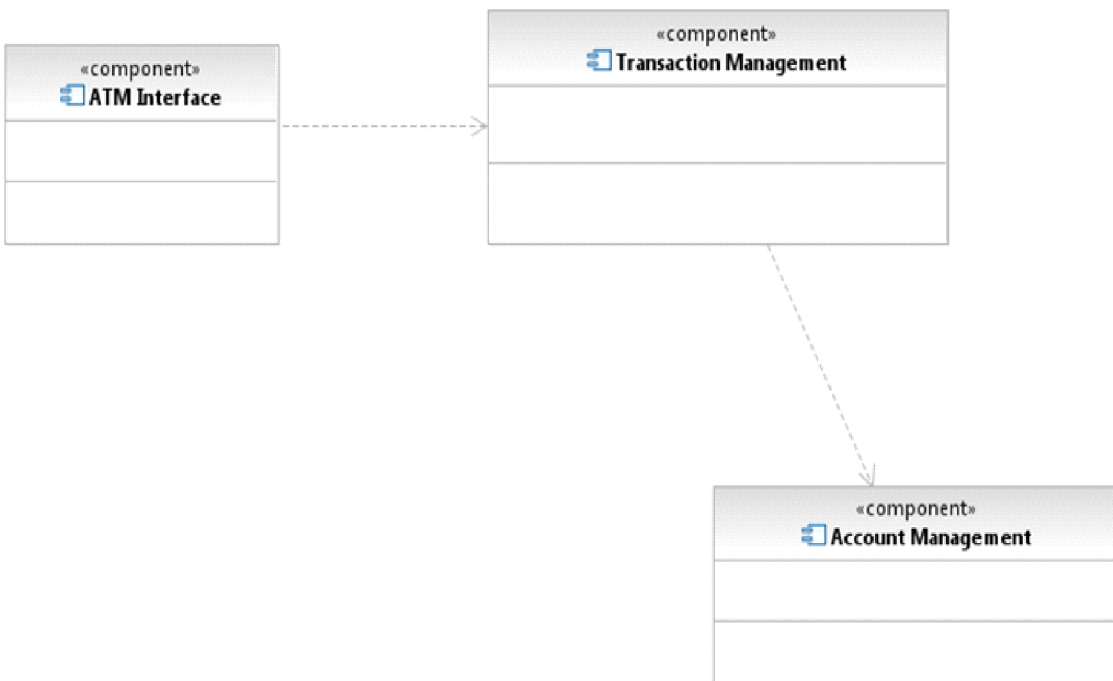 «component»
ATM Interface
«component»
Transaction Management
«component»
Account Management